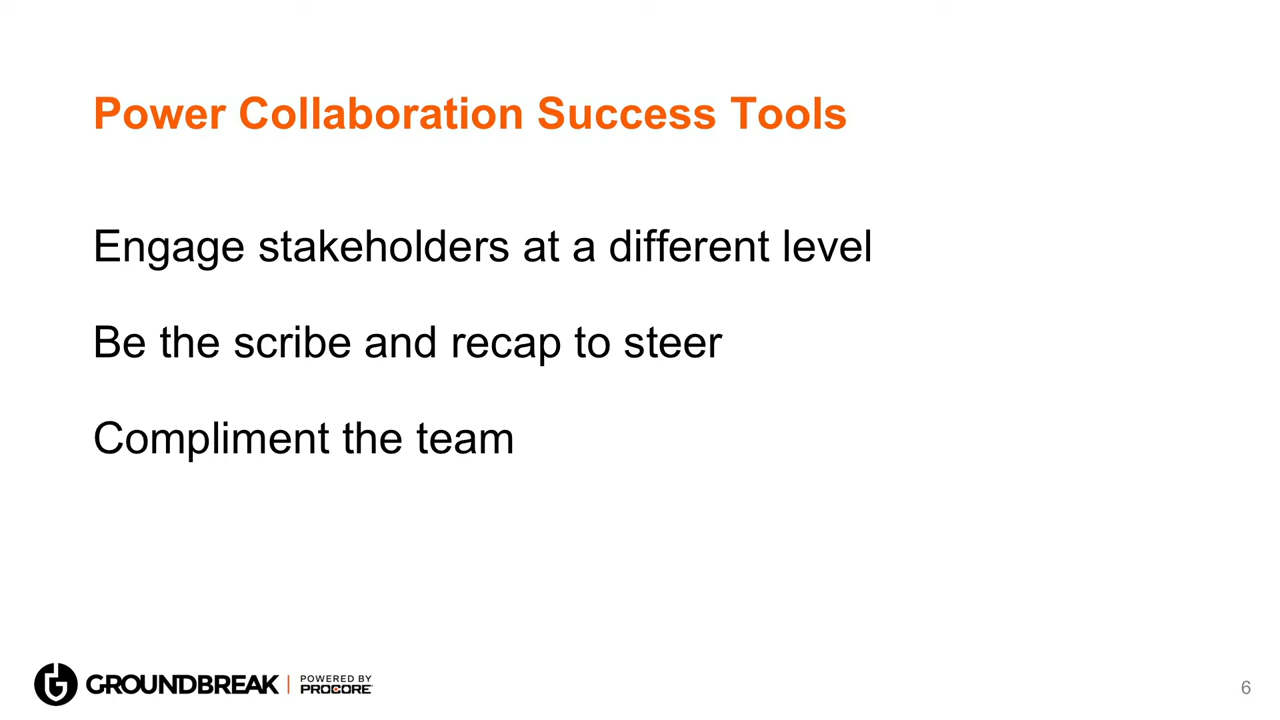 Power Collaboration Success Tools
Engage stakeholders at a different level
Be the scribe and recap to steer
Compliment the team
GROUNDBREAK
POWERED BY
PROCORE
6